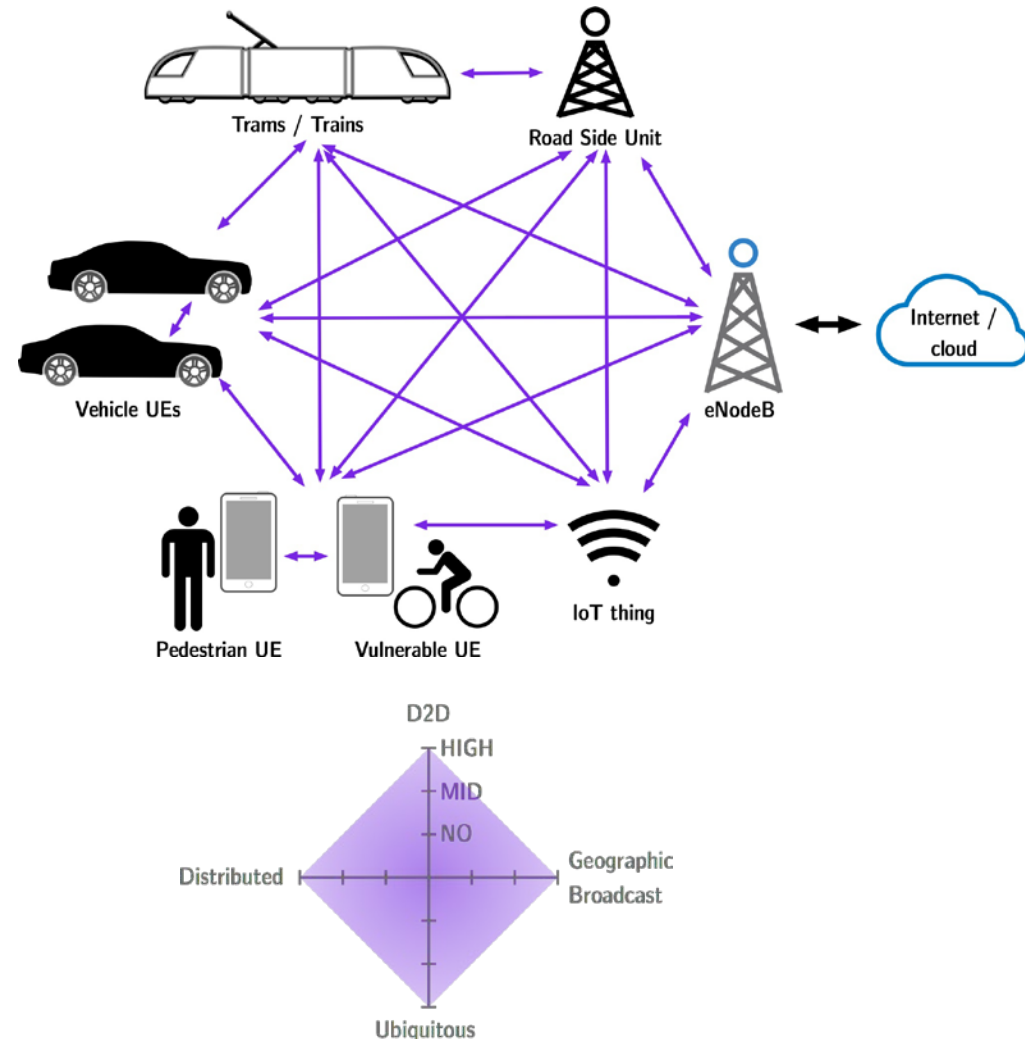 Trams / Trains
Road Side Unit
Internet /
cloud
Vehicle UEs
eNodeB
IoT thing
Pedestrian UE
Vulnerable UE
D2D
HIGH
MID
NO
Distributed
Geographic
Broadcast
Ubiquitous